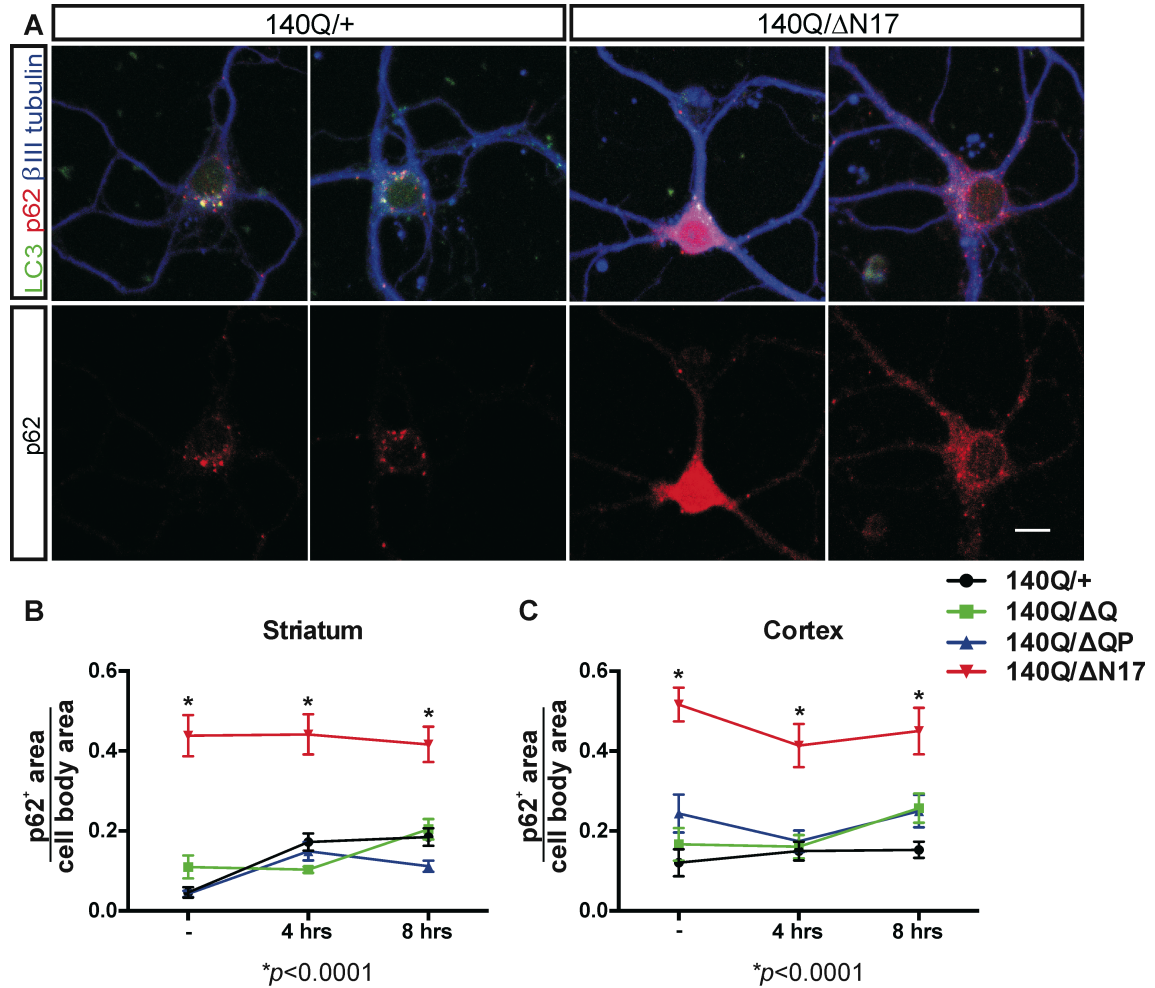 A
140Q/+
140Q/ΔN17
LC3 p62 βIII tubulin
p62
140Q/+
140Q/ΔQ
140Q/ΔQP
140Q/ΔN17
B
Striatum
p62+ area
cell body area
0.6
*
*
*
0.4
0.2
0.0
-
4 hrs
8 hrs
*p<0.0001
C
Cortex
p62+ area
cell body area
0.6
*
*
*
0.4
0.2
0.0
-
4 hrs
8 hrs
*p<0.0001